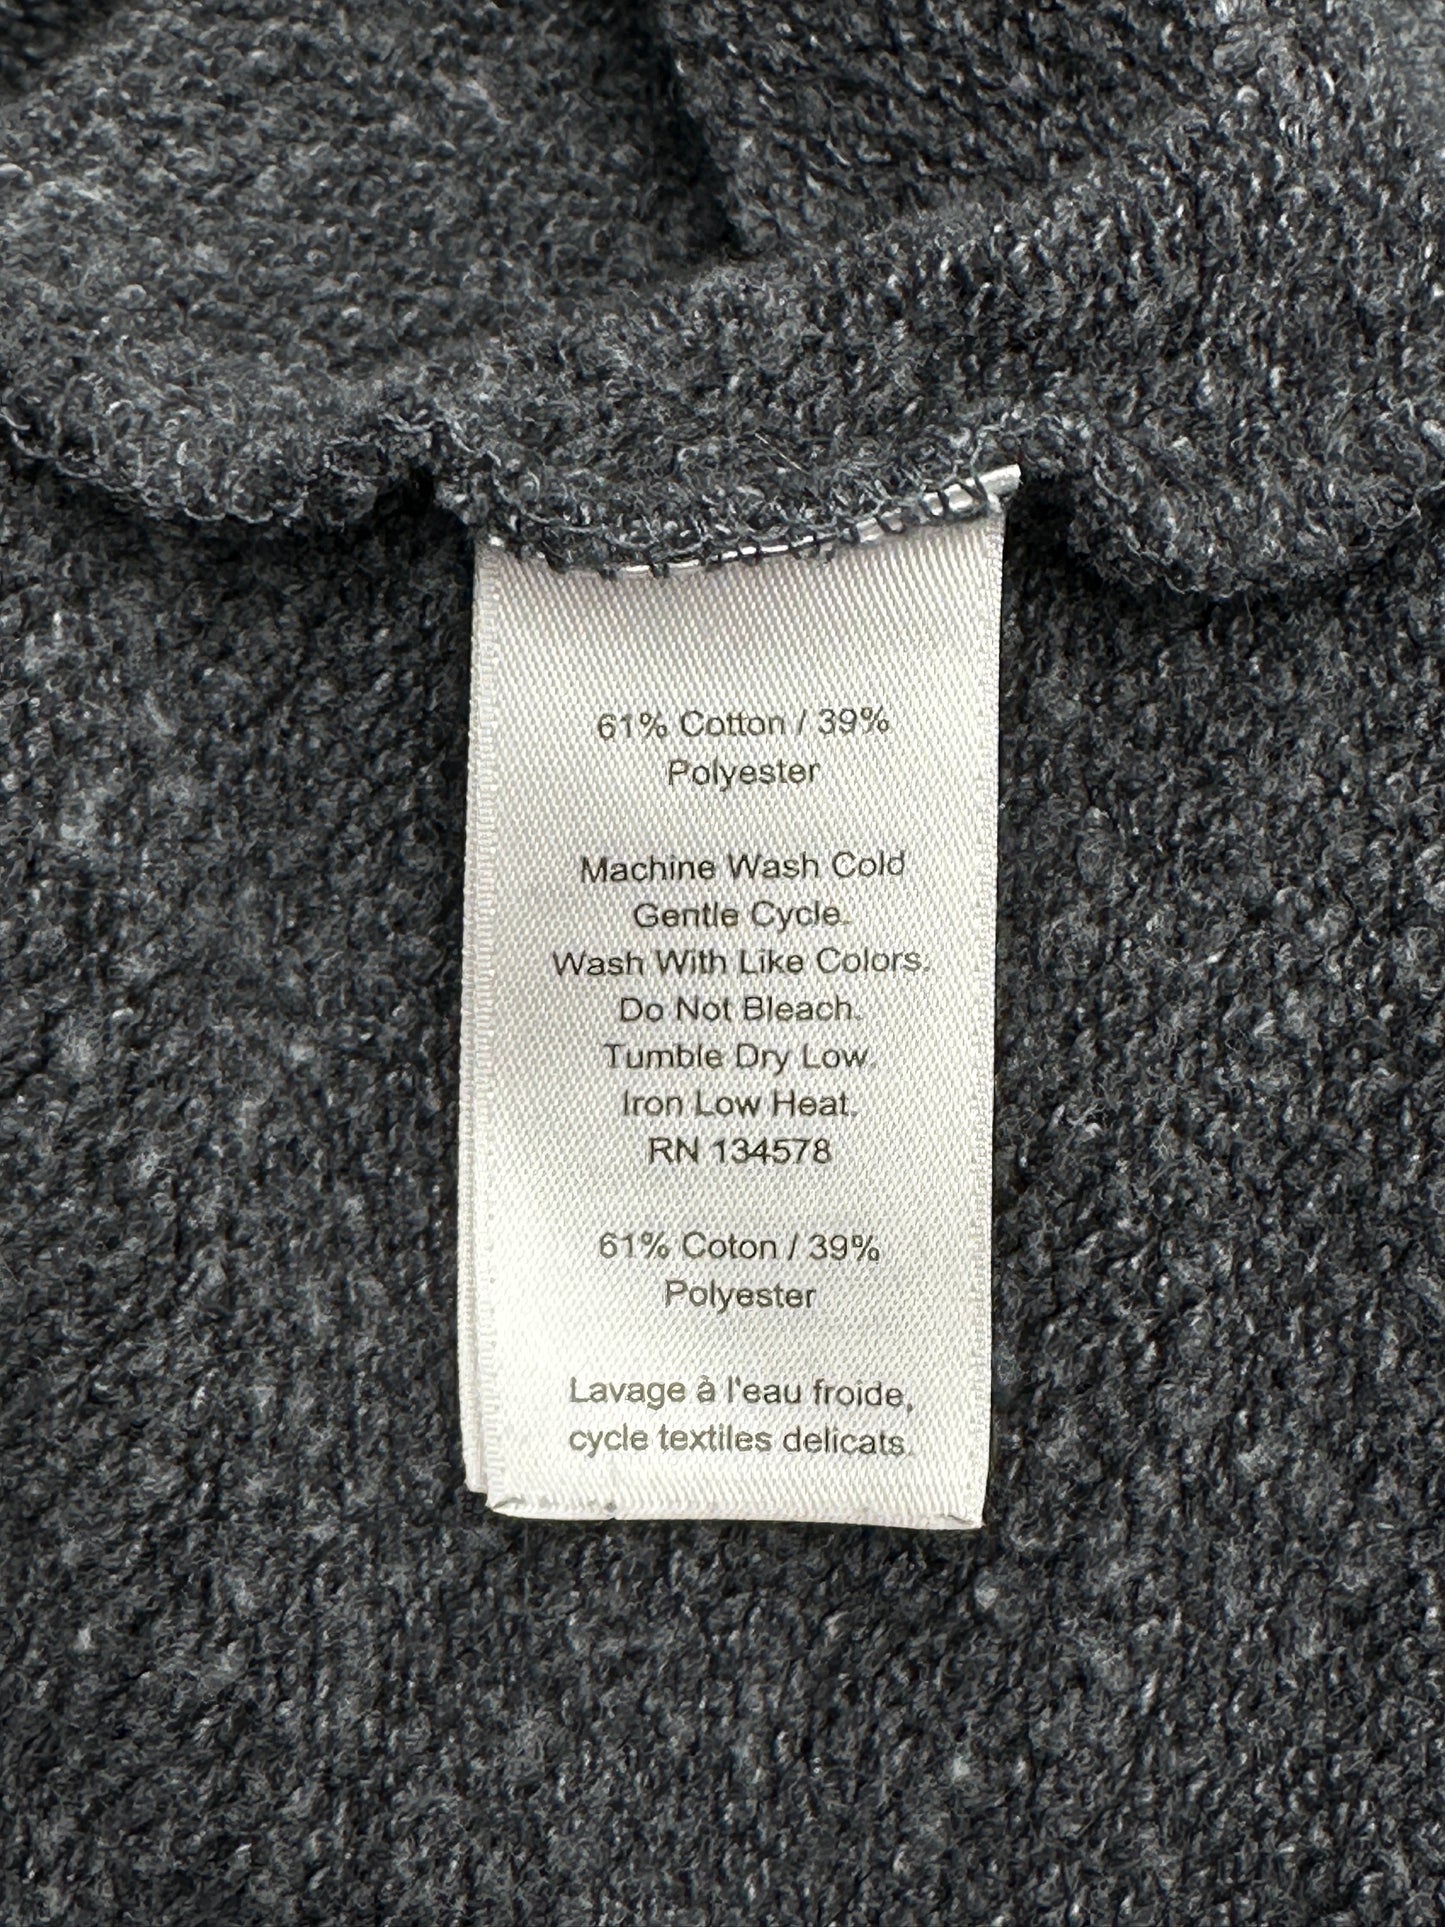 61% Cotton / 39%
Polyester
Machine Wash Cold
Gentle Cycle.
Wash With Like Colors.
Do Not Bleach.
Tumble Dry Low.
Iron Low Heat.
RN 134578
61% Coton / 39%
Polyester
Lavage à l'eau froide,
cycle textiles delicats.